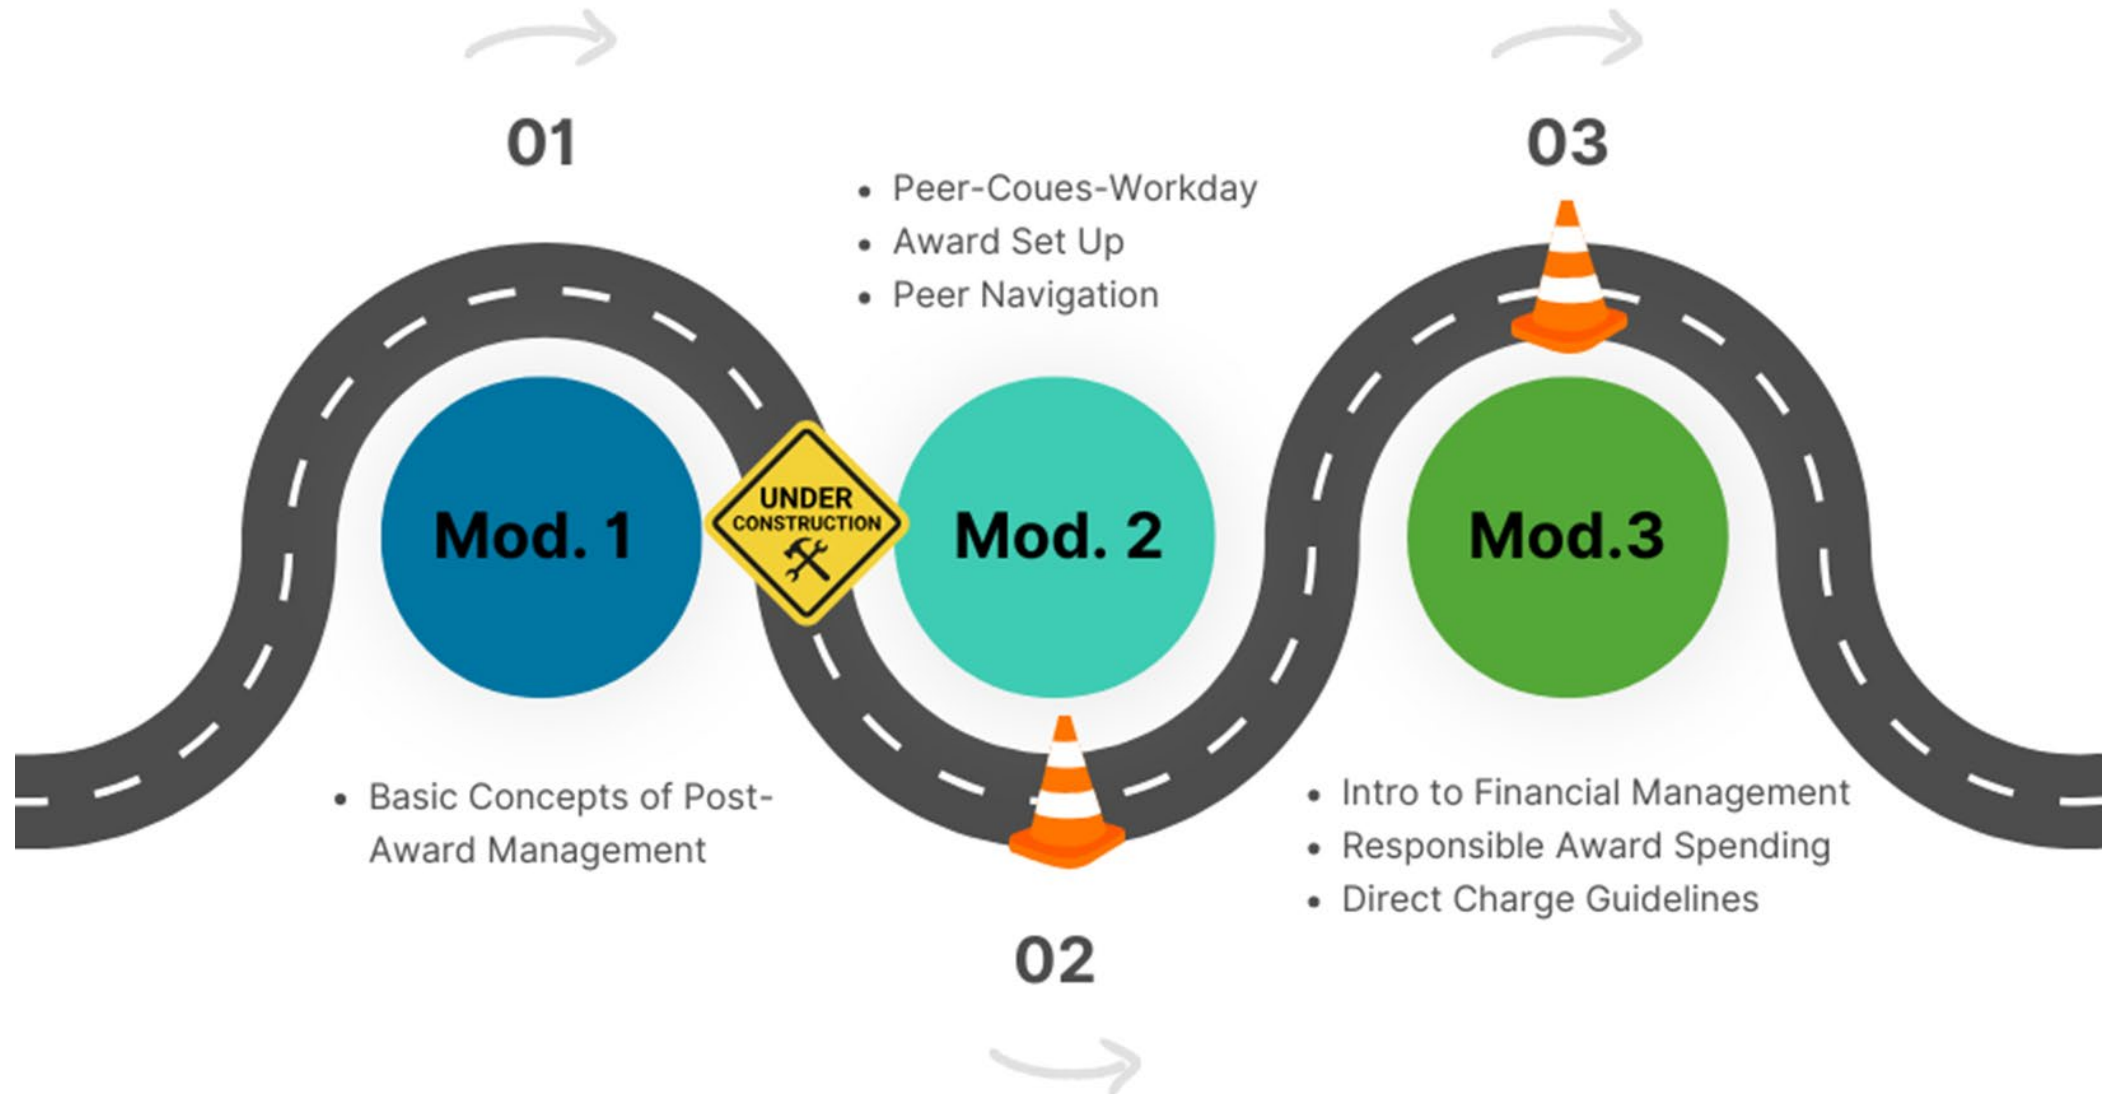 01
Mod. 1
• Basic Concepts of Post-
Award Management
UNDER
CONSTRUCTION
• Peer-Coues-Workday
• Award Set Up
• Peer Navigation
Mod. 2
02
03
Mod.3
• Intro to Financial Management
• Responsible Award Spending
• Direct Charge Guidelines